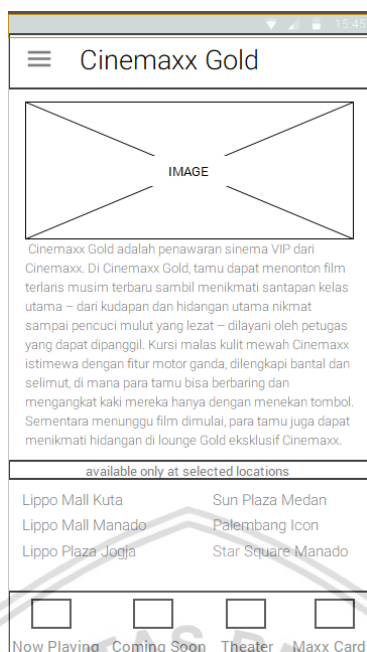 15:45
Cinemaxx Gold
IMAGE
Cinemaxx Gold adalah penawaran sinema VIP dari
Cinemaxx. Di Cinemaxx Gold, tamu dapat menonton film
terlaris musim terbaru sambil menikmati santapan kelas
utama – dari kudapan dan hidangan utama nikmat
sampai pencuci mulut yang lezat – dilayani oleh petugas
yang dapat dipanggil. Kursi malas kulit mewah Cinemaxx
istimewa dengan fitur motor ganda, dilengkapi bantal dan
selimut, di mana para tamu bisa berbaring dan
mengangkat kaki mereka hanya dengan menekan tombol.
Sementara menunggu film dimulai, para tamu juga dapat
menikmati hidangan di lounge Gold eksklusif Cinemaxx.
available only at selected locations
Lippo Mall Kuta Sun Plaza Medan
Lippo Mall Manado Palembang Icon
Lippo Plaza Jogja Star Square Manado
Now Playing Coming Soon Theater Maxx Card